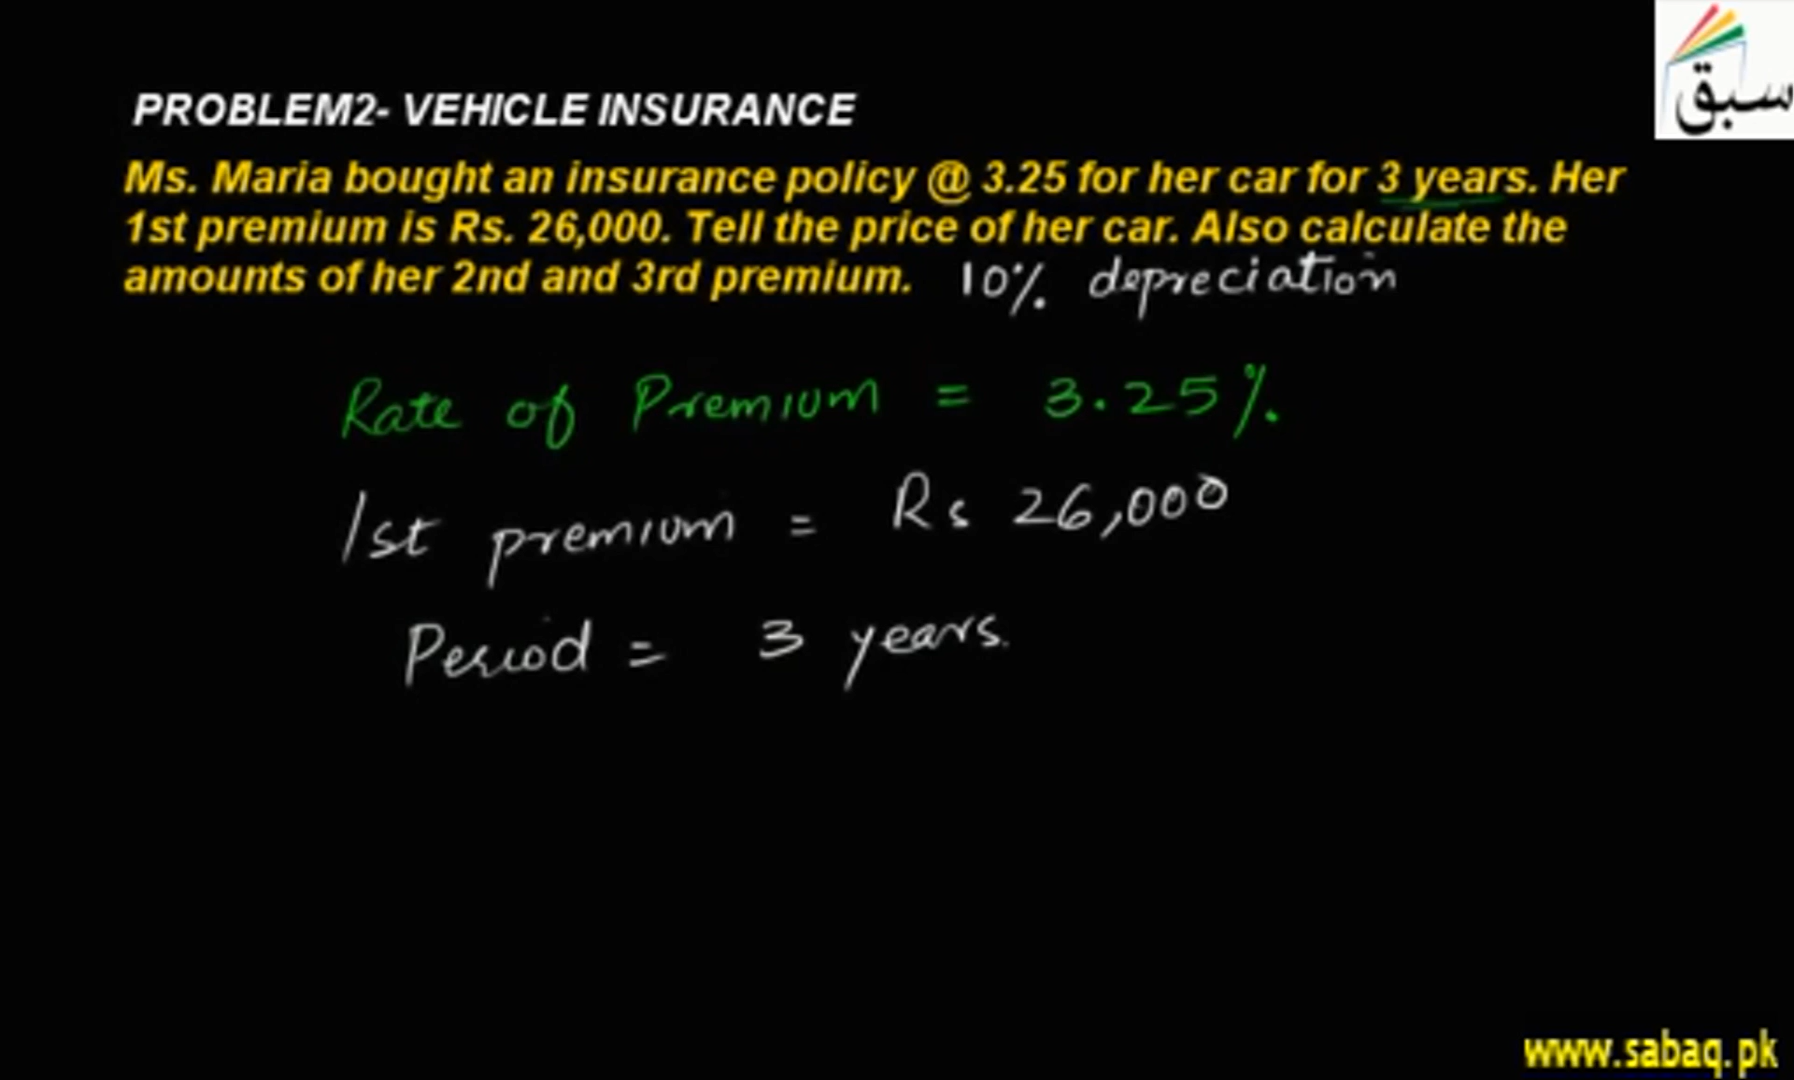 سبق
PROBLEM2- VEHICLE INSURANCE
Ms. Maria bought an insurance policy @ 3.25 for her car for 3 years. Her
1st premium is Rs. 26,000. Tell the price of her car. Also calculate the
amounts of her 2nd and 3rd premium. 10% depreciation
Rate of Premium = 3.25%
1st premium = Rs 26,000
Period = 3 years.
www.sabaq.pk